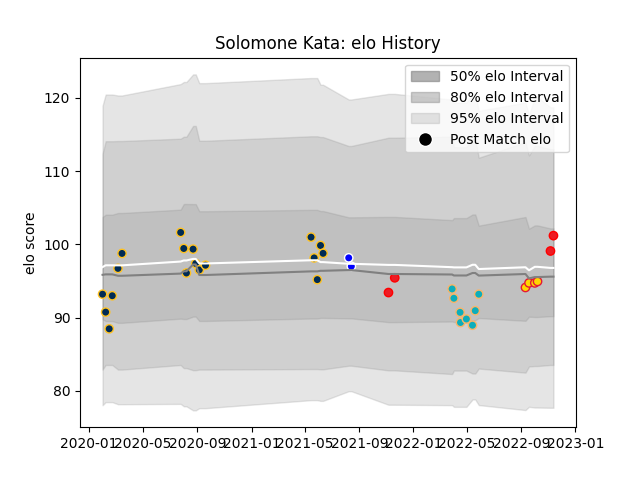 Solomone Kata: elo History
50% elo Interval
80% elo Interval
95% elo Interval
Post Match elo
elo score
120
110
100
90
80
2020-01 2020-05 2020-09 2021-01 2021-05 2021-09 2022-01 2022-05 2022-09 2023-01